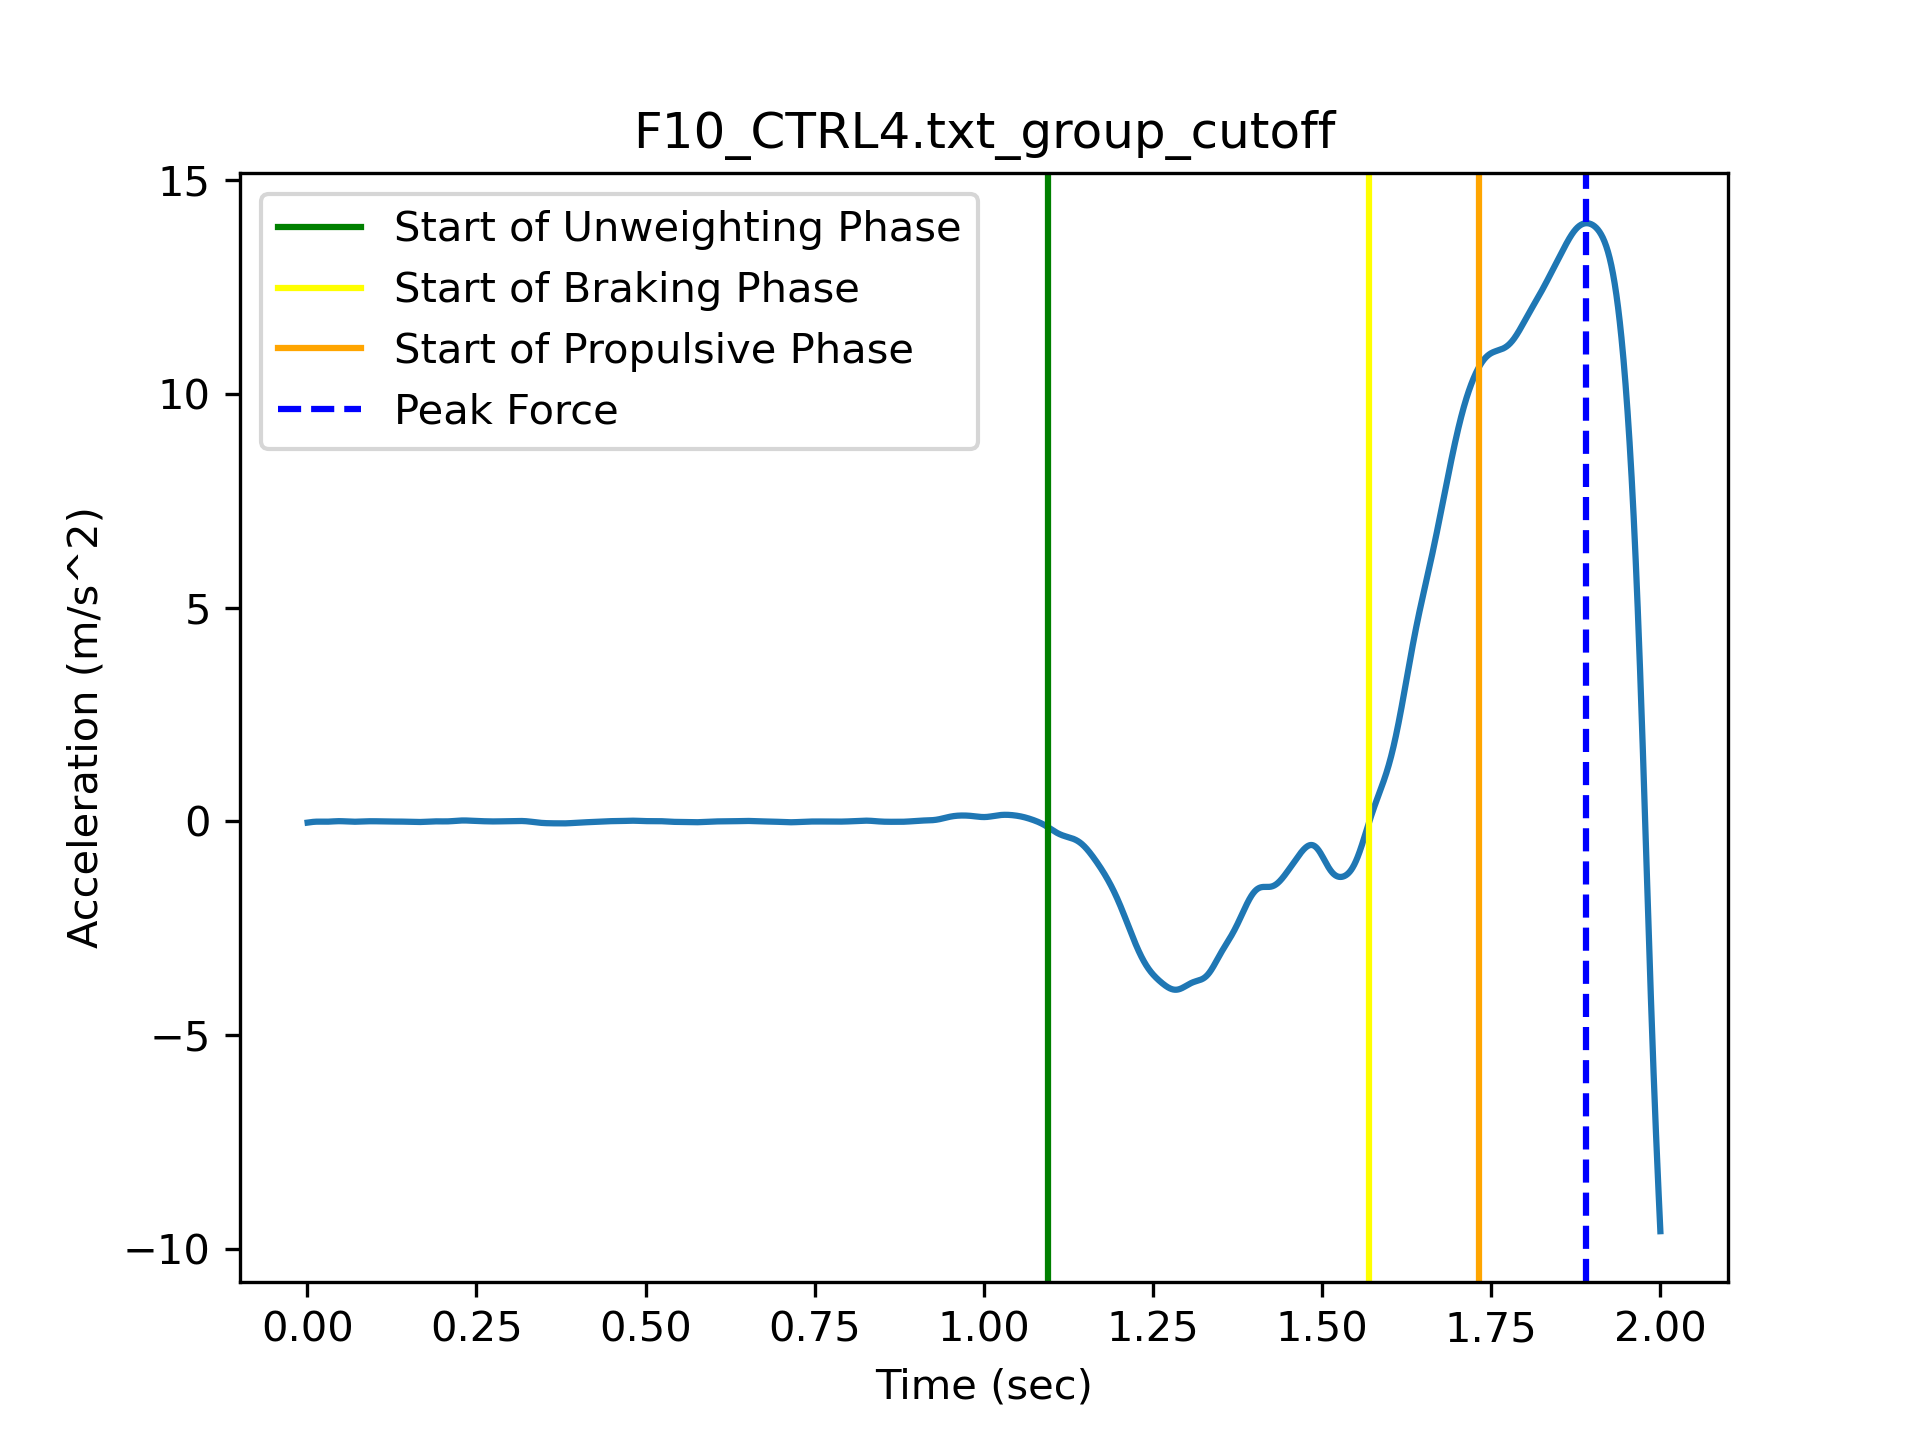 F10_CTRL4.txt_group_cutoff
15
10
5
0
−5
−10
Acceleration (m/s^2)
Start of Unweighting Phase
Start of Braking Phase
Start of Propulsive Phase
Peak Force
0.00 0.25 0.50 0.75 1.00 1.25 1.50 1.75 2.00
Time (sec)